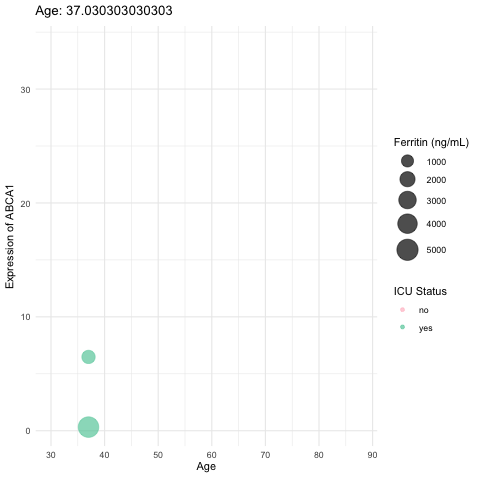 Age: 37.030303030303
30
20
10
0
30
40
50
60
70
80
90
Age
Expression of ABCA1
Ferritin (ng/mL)
1000
2000
3000
4000
5000
ICU Status
no
yes